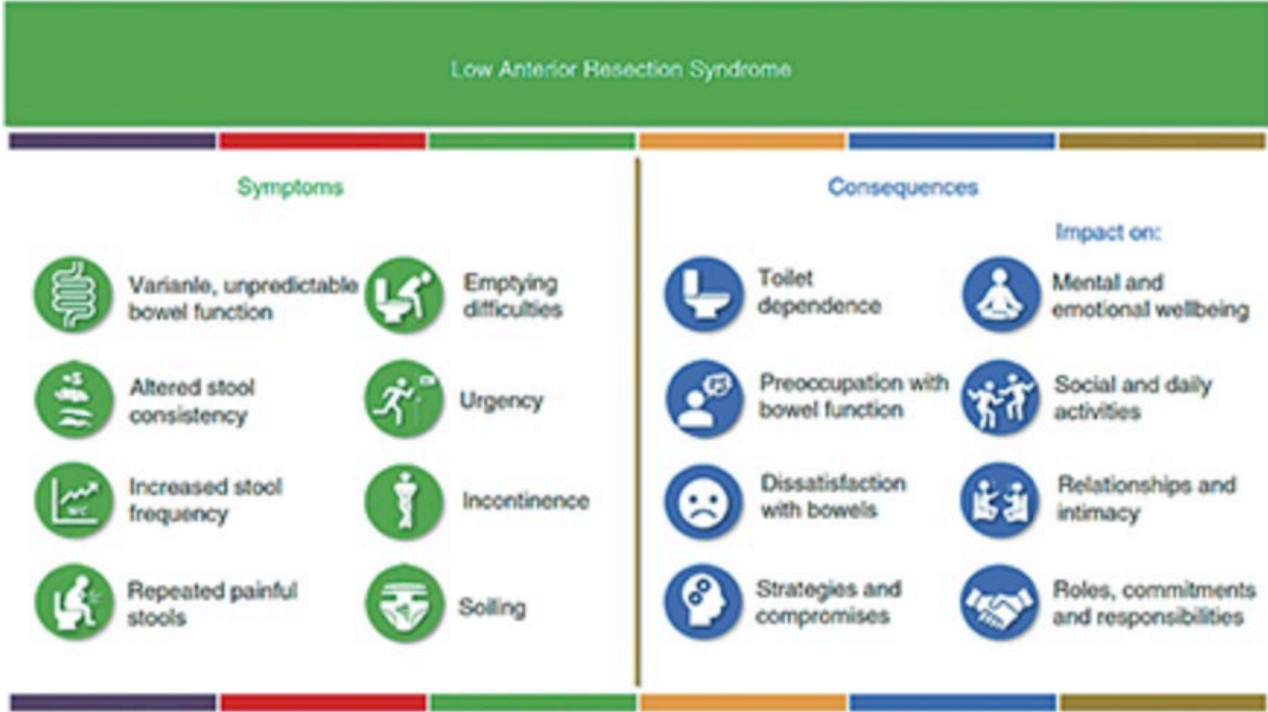 Low Anterior Resection Syndrome
Symptoms
Varianle, unpredictable
bowel function
Altered stool
consistency
Increased stool
frequency
Repeated painful
stools
Emptying
difficulties
Urgency
Incontinence
Soiling
Consequences
Toilet
dependence
Preoccupation with
bowel function
Dissatisfaction
with bowels
Strategies and
compromises
Impact on:
Mental and
emotional wellbeing
Social and daily
activities
Relationships and
intimacy
Roles, commitments
and responsibilities